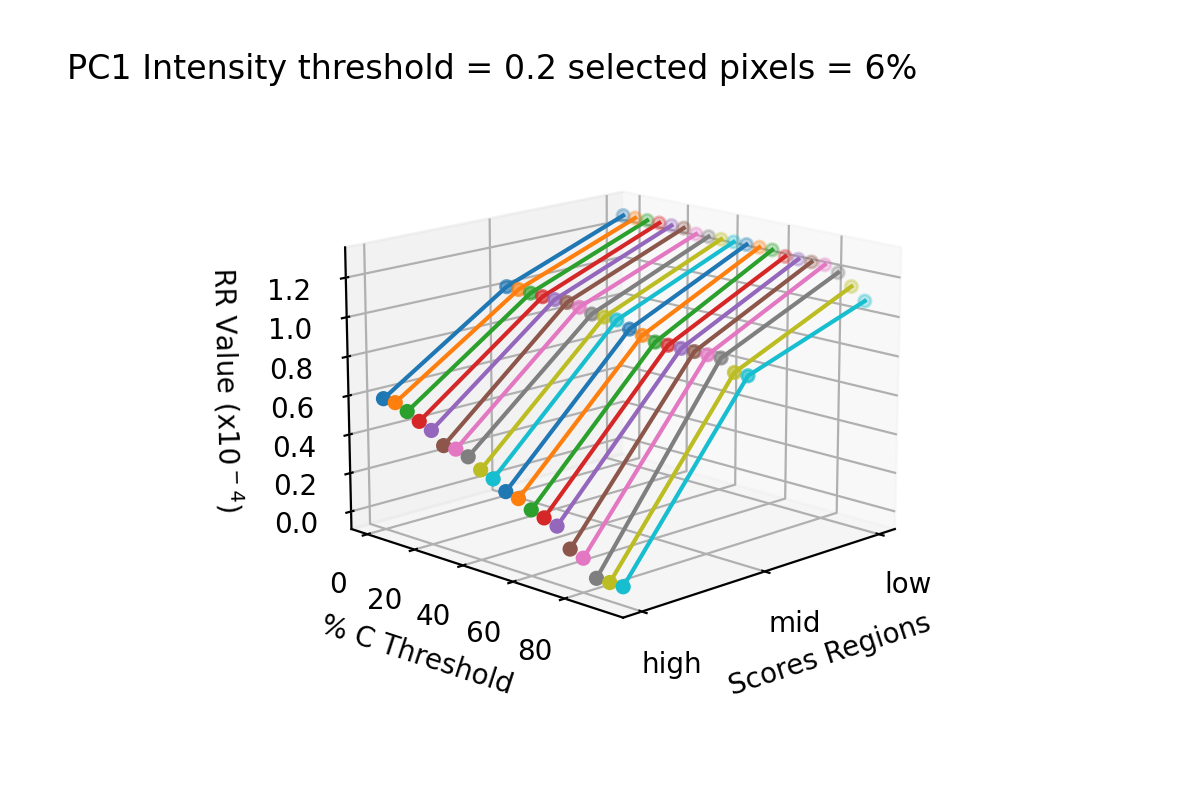 PC1 Intensity threshold = 0.2 selected pixels = 6%
RR Value (x10⁻⁴)
1.2
1.0
0.8
0.6
0.4
0.2
0.0
0
20
40
60
80
% C Threshold
high
mid
low
Scores Regions